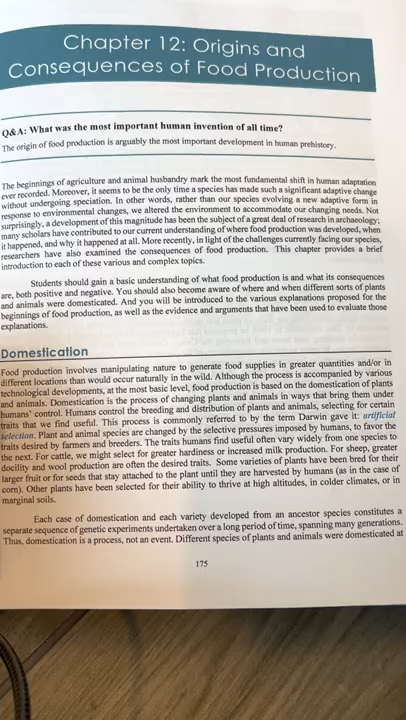 Chapter 12: Origins and
Consequences of Food Production
Q&A: What was the most important human invention of all time?
The origin of food production is arguably the most important development in human prehistory.
The beginnings of agriculture and animal husbandry mark the most fundamental shift in human adaptation
ever recorded. Moreover, it seems to be the only time a species has made such a significant adaptive change
without undergoing speciation. In other words, rather than our species evolving a new adaptive form in
response to environmental changes, we altered the environment to accommodate our changing needs. Not
surprisingly, a development of this magnitude has been the subject of a great deal of research in archaeology;
many scholars have contributed to our current understanding of where food production was developed, when
it happened, and why it happened at all. More recently, in light of the challenges currently facing our species,
researchers have also examined the consequences of food production. This chapter provides a brief
introduction to each of these various and complex topics.
Students should gain a basic understanding of what food production is and what its consequences
are, both positive and negative. You should also become aware of where and when different sorts of plants
and animals were domesticated. And you will be introduced to the various explanations proposed for the
beginnings of food production, as well as the evidence and arguments that have been used to evaluate those
explanations.
Domestication
Food production involves manipulating nature to generate food supplies in greater quantities and/or in
different locations than would occur naturally in the wild. Although the process is accompanied by various
technological developments, at the most basic level, food production is based on the domestication of plants
and animals. Domestication is the process of changing plants and animals in ways that bring them under
humans' control. Humans control the breeding and distribution of plants and animals, selecting for certain
traits that we find useful. This process is commonly referred to by the term Darwin gave it: artificial
selection. Plant and animal species are changed by the selective pressures imposed by humans, to favor the
traits desired by farmers and breeders. The traits humans find useful often vary widely from one species to
the next. For cattle, we might select for greater hardiness or increased milk production. For sheep, greater
docility and wool production are often the desired traits. Some varieties of plants have been bred for their
larger fruit or for seeds that stay attached to the plant until they are harvested by humans (as in the case of
corn). Other plants have been selected for their ability to thrive at high altitudes, in colder climates, or in
marginal soils.
Each case of domestication and each variety developed from an ancestor species constitutes a
separate sequence of genetic experiments undertaken over a long period of time, spanning many generations.
Thus, domestication is a process, not an event. Different species of plants and animals were domesticated at
175